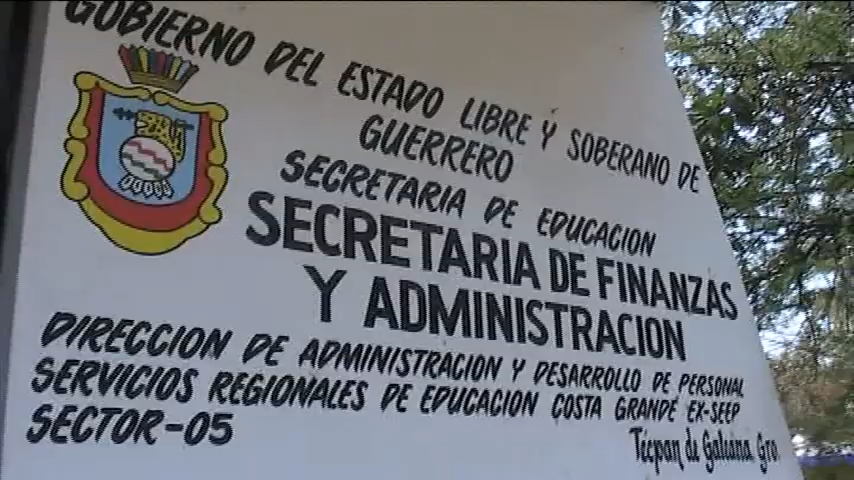 GOBIERNO DEL ESTADO LIBRE Y SOBERANO DE
GUERRERO
SECRETARIA DE EDUCACION
SECRETARIA DE FINANZAS
Y ADMINISTRACION
DIRECCION DE ADMINISTRACION Y DESARROLLO DE PERSONAL
SERVICIOS REGIONALES DE EDUCACION COSTA GRANDE EX-SEEP
SECTOR-05
Técpan de Galeana, Gro.